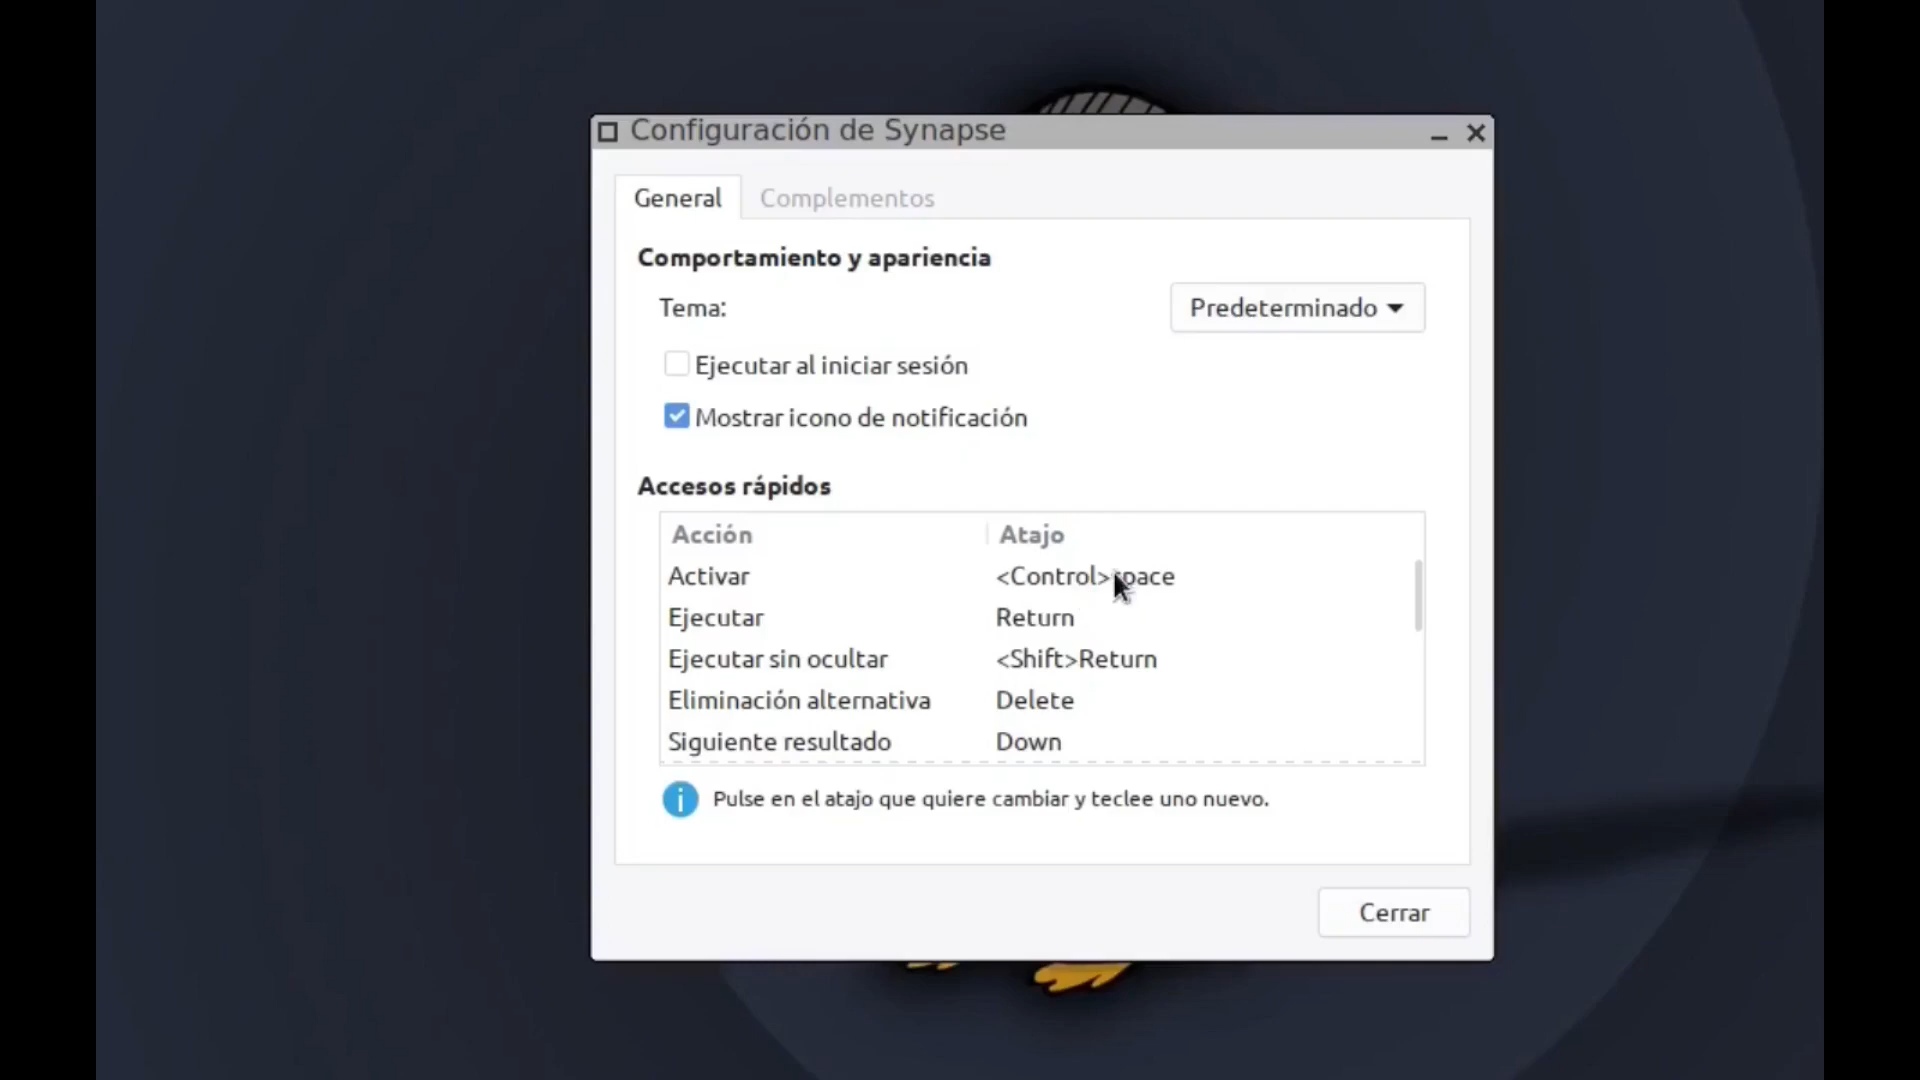 Configuración de Synapse
General
Complementos
Comportamiento y apariencia
Tema:
Predeterminado
Ejecutar al iniciar sesión
Mostrar icono de notificación
Accesos rápidos
Acción Atajo
Activar <Control>space
Ejecutar Return
Ejecutar sin ocultar <Shift>Return
Eliminación alternativa Delete
Siguiente resultado Down
Pulse en el atajo que quiere cambiar y teclee uno nuevo.
Cerrar